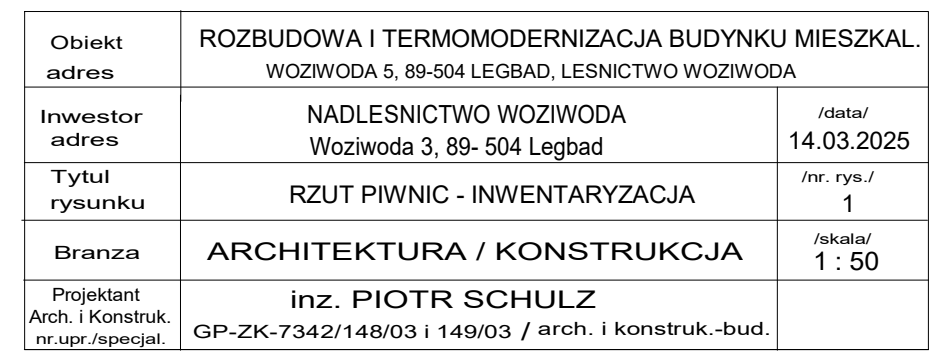 Obiekt
adres
ROZBUDOWA I TERMOMODERNIZACJA BUDYNKU MIESZKAL.
WOZIWODA 5, 89-504 LEGBAD, LESNICTWO WOZIWODA
Inwestor
adres
NADLESNICTWO WOZIWODA
Woziwoda 3, 89- 504 Legbad
/data/
14.03.2025
Tytul
rysunku
RZUT PIWNIC - INWENTARYZACJA
/nr. rys./
1
Branza
ARCHITEKTURA / KONSTRUKCJA
/skala/
1 : 50
Projektant
Arch. i Konstruk.
nr.upr./specjal.
inz. PIOTR SCHULZ
GP-ZK-7342/148/03 i 149/03 / arch. i konstruk.-bud.